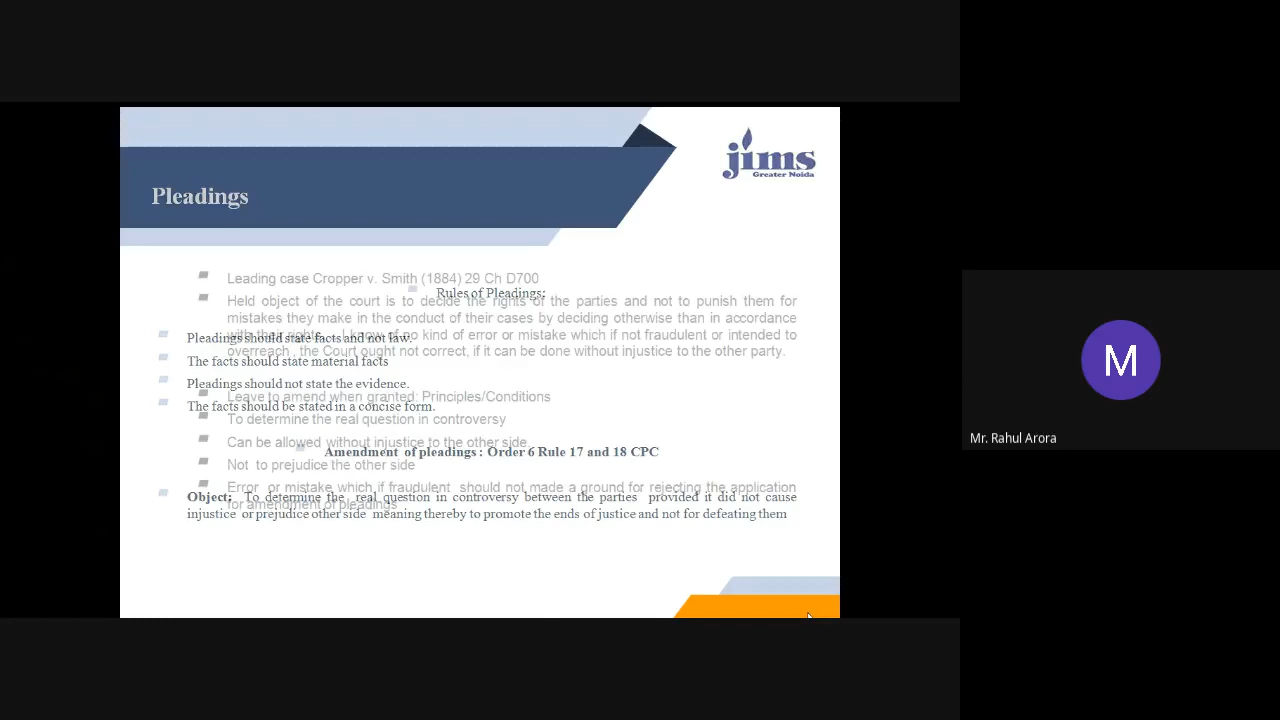 jims
Greater Noida
Pleadings
Leading case Cropper v. Smith (1884) 29 Ch D700
Rules of Pleadings:
Held object of the court is to decide the rights of the parties and not to punish them for
mistakes they make in the conduct of their cases by deciding otherwise than in accordance
with their rights. I know of no kind of error or mistake which if not fraudulent or intended to
Pleadings should state facts and not law.
overreach , the Court ought not correct, if it can be done without injustice to the other party.
The facts should state material facts
Pleadings should not state the evidence.
Leave to amend when granted: Principles/Conditions
The facts should be stated in a concise form.
To determine the real question in controversy
Can be allowed without injustice to the other side.
Amendment of pleadings : Order 6 Rule 17 and 18 CPC
Not to prejudice the other side
Error or mistake which if fraudulent should not made a ground for rejecting the application
Object: To determine the real question in controversy between the parties provided it did not cause
for amendment of pleadings
injustice or prejudice other side meaning thereby to promote the ends of justice and not for defeating them
M
Mr. Rahul Arora